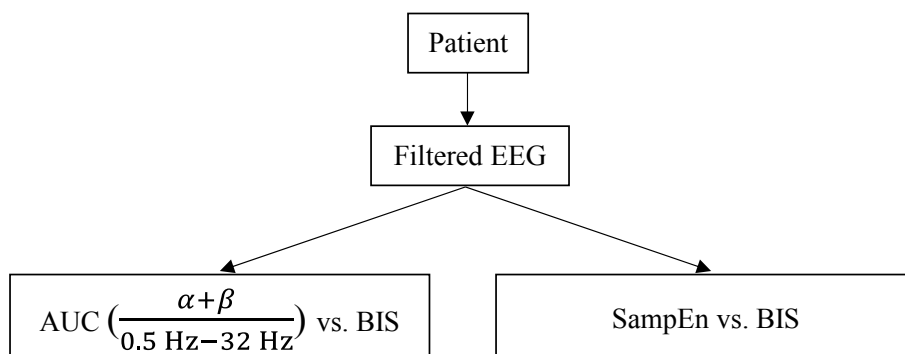 Patient
Filtered EEG
AUC (α+β / 0.5 Hz−32 Hz) vs. BIS
SampEn vs. BIS